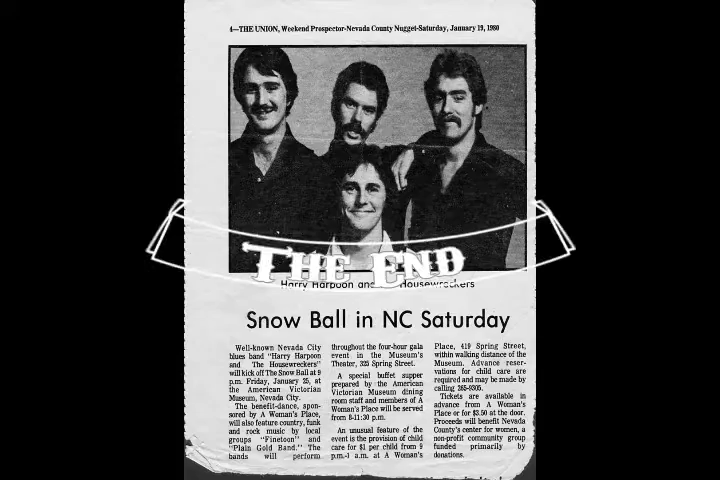 4—THE UNION, Weekend Prospector-Nevada County Nugget-Saturday, January 19, 1980
THE END
Harry Harpoon and Housewreckers
Snow Ball in NC Saturday
Well-known Nevada City
blues band "Harry Harpoon
and The Housewreckers"
will kick off The Snow Ball at 9
p.m. Friday, January 25, at
the American Victorian
Museum, Nevada City.
The benefit-dance, spon-
sored by A Woman's Place,
will also feature country, funk
and rock music by local
groups "Finetoon" and
"Plain Gold Band." The
bands will perform
throughout the four-hour gala
event in the Museum's
Theater, 325 Spring Street.
A special buffet supper
prepared by the American
Victorian Museum dining
room staff and members of A
Woman's Place will be served
from 8-11:30 p.m.
An unusual feature of the
event is the provision of child
care for $1 per child from 9
p.m.-1 a.m. at A Woman's
Place, 419 Spring Street,
within walking distance of the
Museum. Advance reser-
vations for child care are
required and may be made by
calling 265-9305.
Tickets are available in
advance from A Woman's
Place or for $3.50 at the door.
Proceeds will benefit Nevada
County's center for women, a
non-profit community group
funded primarily by
donations.